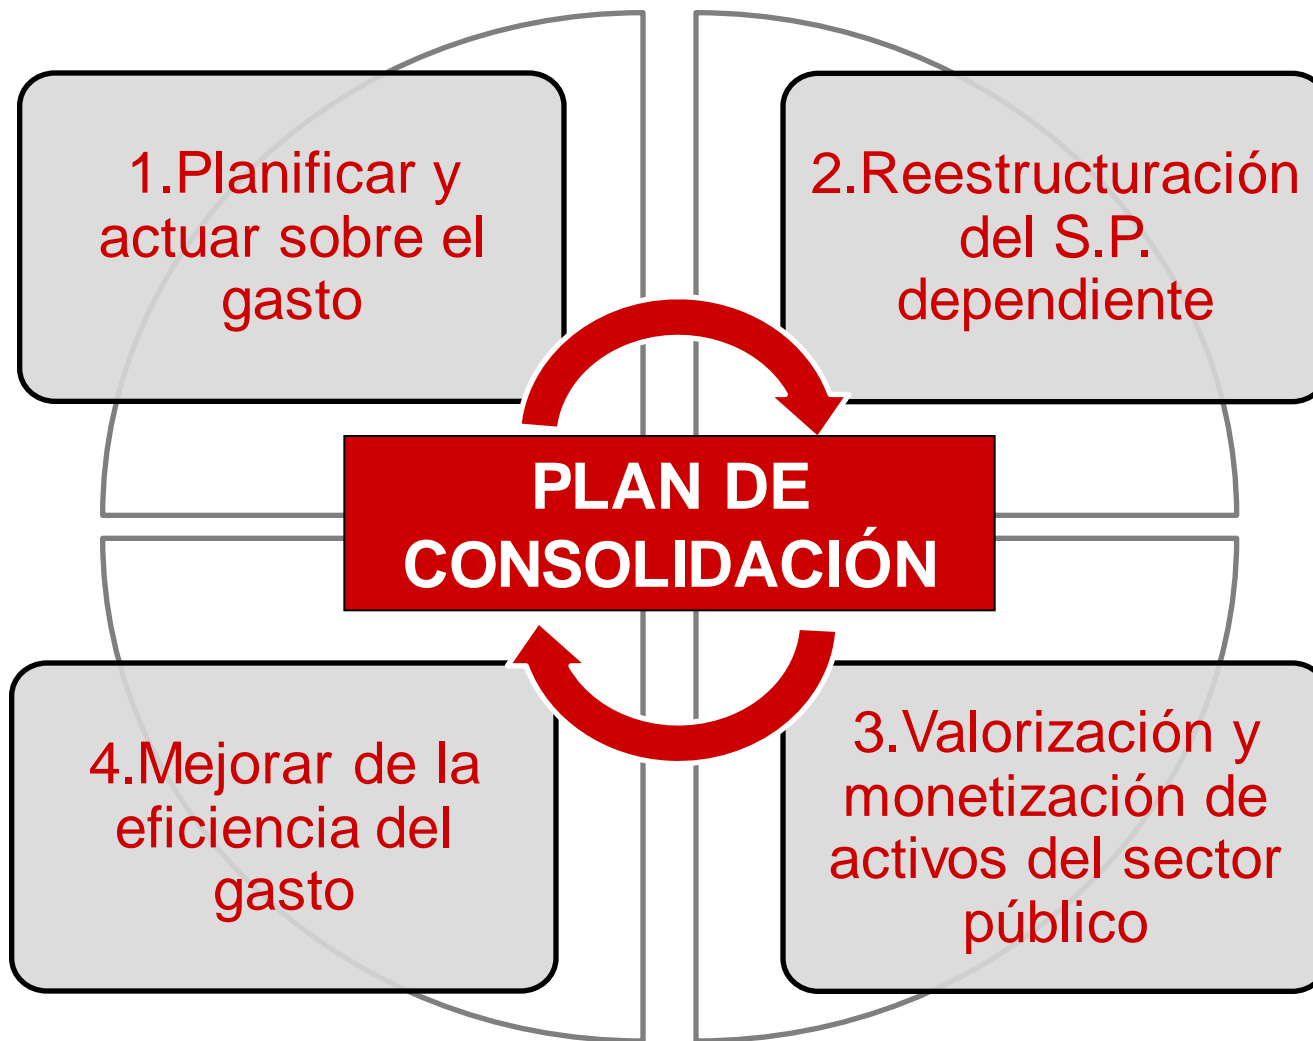 1.Planificar y
actuar sobre el
gasto
2.Reestructuración
del S.P.
dependiente
PLAN DE
CONSOLIDACIÓN
4.Mejorar de la
eficiencia del
gasto
3.Valorización y
monetización de
activos del sector
público